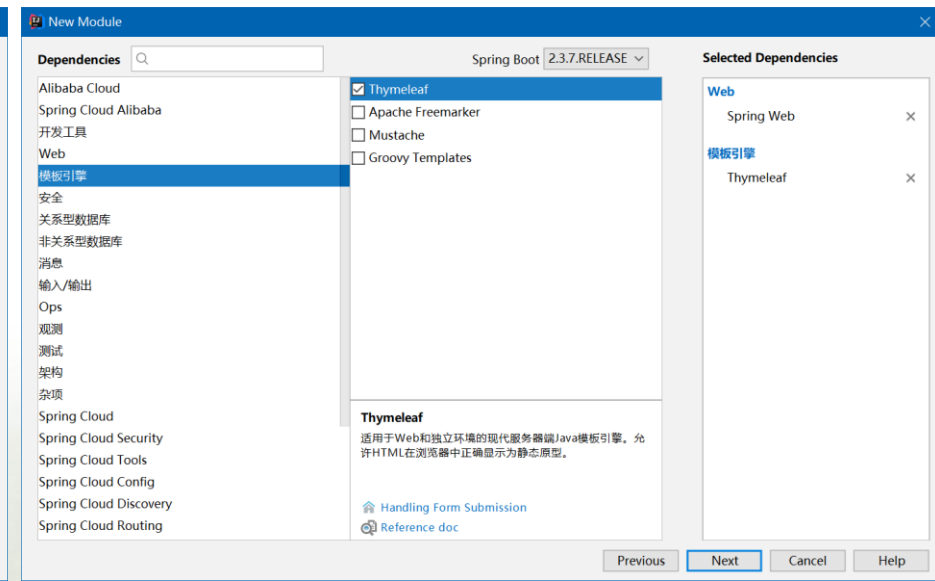 New Module
Dependencies
Spring Boot 2.3.7.RELEASE
Selected Dependencies
Alibaba Cloud
Spring Cloud Alibaba
开发工具
Web
模板引擎
安全
关系型数据库
非关系型数据库
消息
输入/输出
Ops
观测
测试
架构
杂项
Spring Cloud
Spring Cloud Security
Spring Cloud Tools
Spring Cloud Config
Spring Cloud Discovery
Spring Cloud Routing
Thymeleaf
Apache Freemarker
Mustache
Groovy Templates
Thymeleaf
适用于Web和独立环境的现代服务器端Java模板引擎。允
许HTML在浏览器中正确显示为静态原型。
Handling Form Submission
Reference doc
Web
Spring Web
模板引擎
Thymeleaf
Previous
Next
Cancel
Help